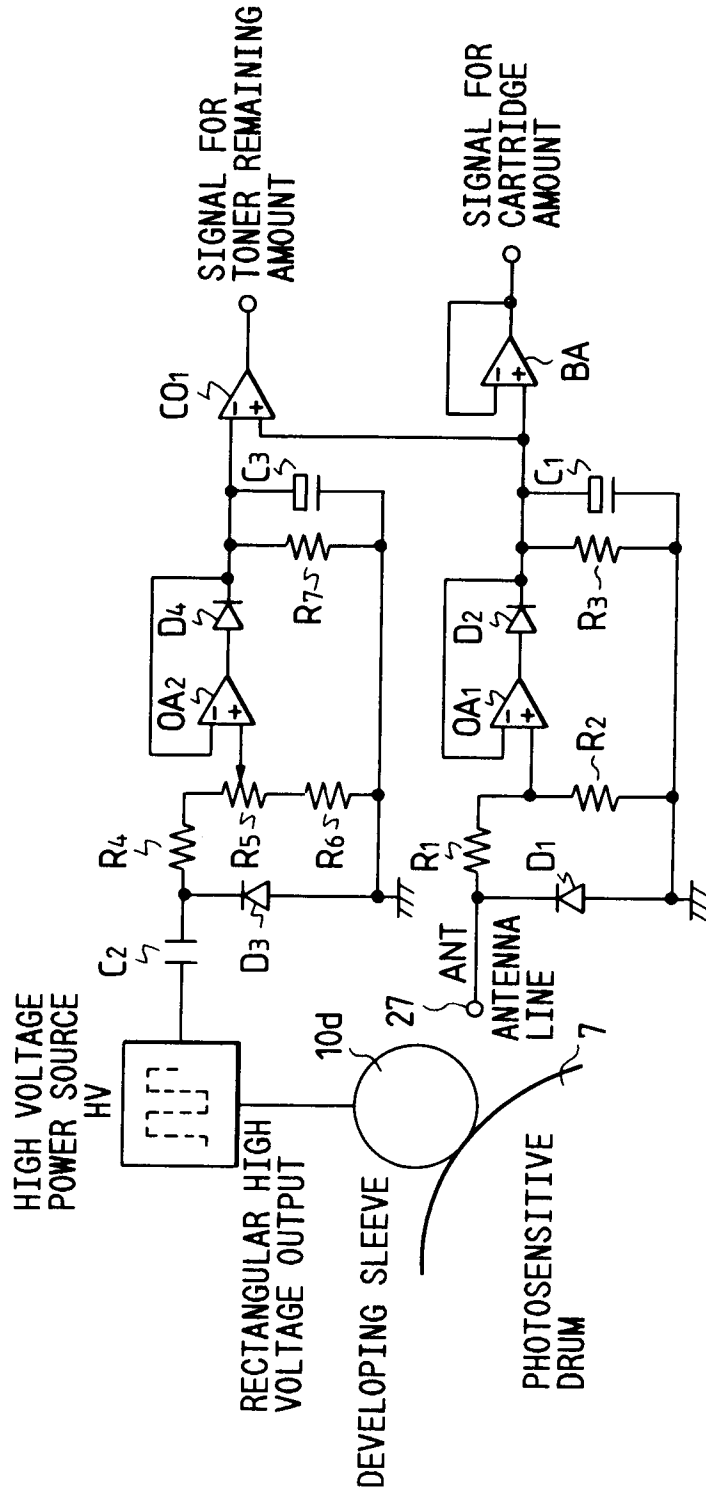 HIGH VOLTAGE
POWER SOURCE
HV
C2
R4
D3
R5
R6
OA2
-
+
D4
R7
C3
CO1
-
+
SIGNAL FOR
TONER REMAINING
AMOUNT
RECTANGULAR HIGH
VOLTAGE OUTPUT
DEVELOPING SLEEVE
10d
27
ANT
ANTENNA
LINE
7
PHOTOSENSITIVE
DRUM
R1
D1
R2
OA1
-
+
D2
R3
C1
-
+
BA
SIGNAL FOR
CARTRIDGE
AMOUNT